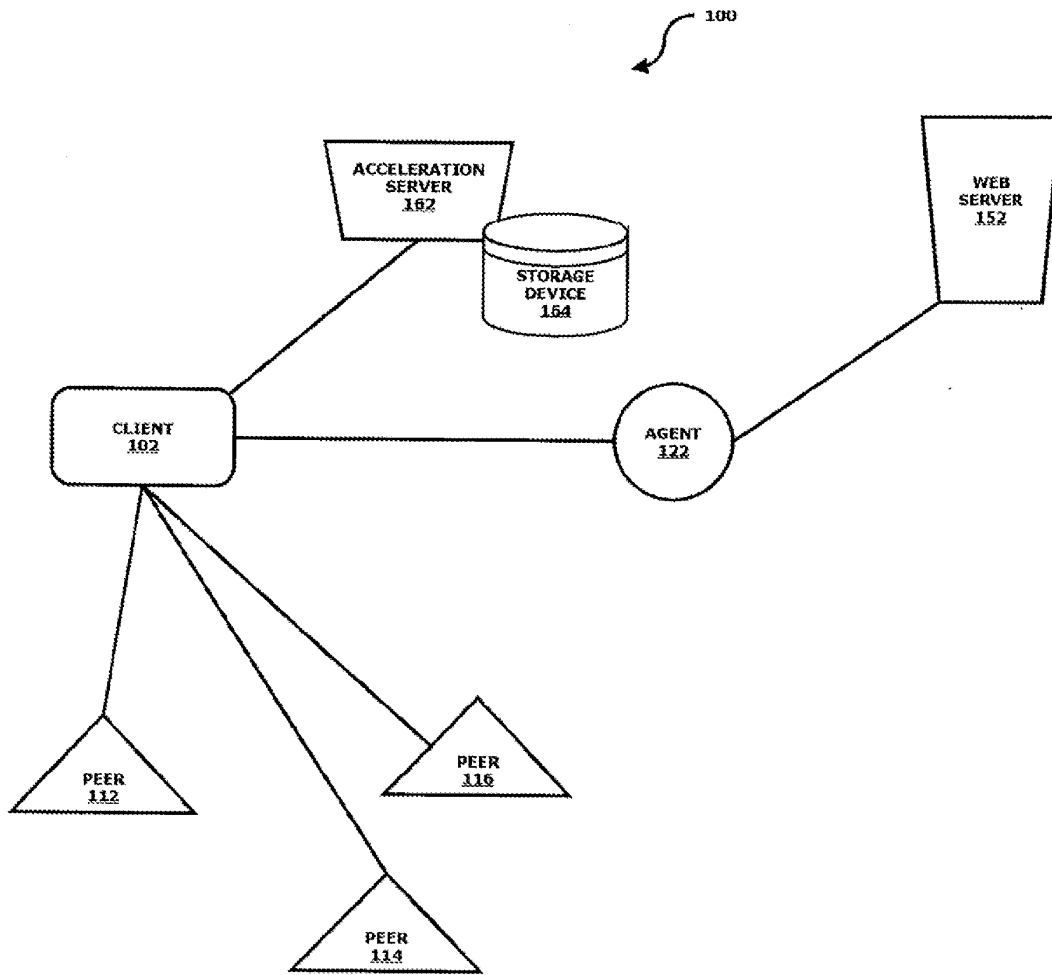 100
ACCELERATION
SERVER
162
WEB
SERVER
152
STORAGE
DEVICE
164
CLIENT
102
AGENT
122
PEER
112
PEER
116
PEER
114